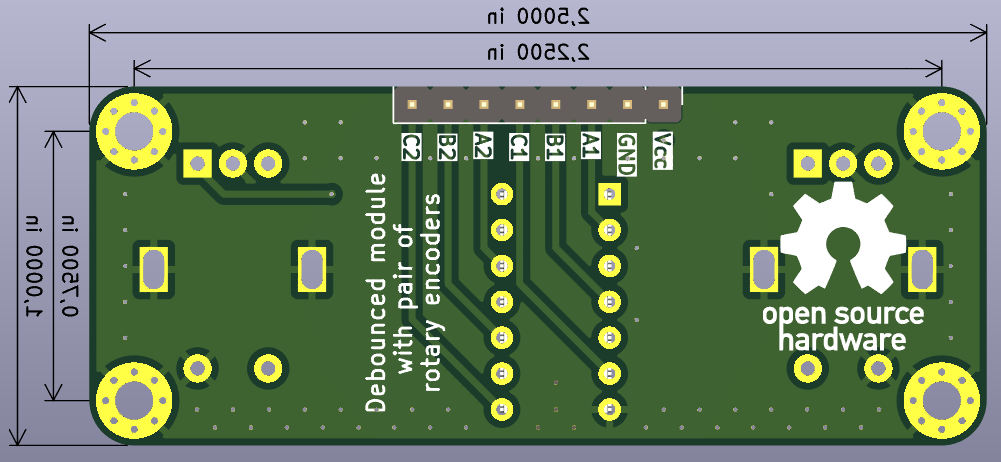 2,5000 in
2,2500 in
C2
B2
A2
C1
B1
A1
GND
Vcc
1,0000 in
0,7500 in
Debounced module
with pair of
rotary encoders
open source
hardware